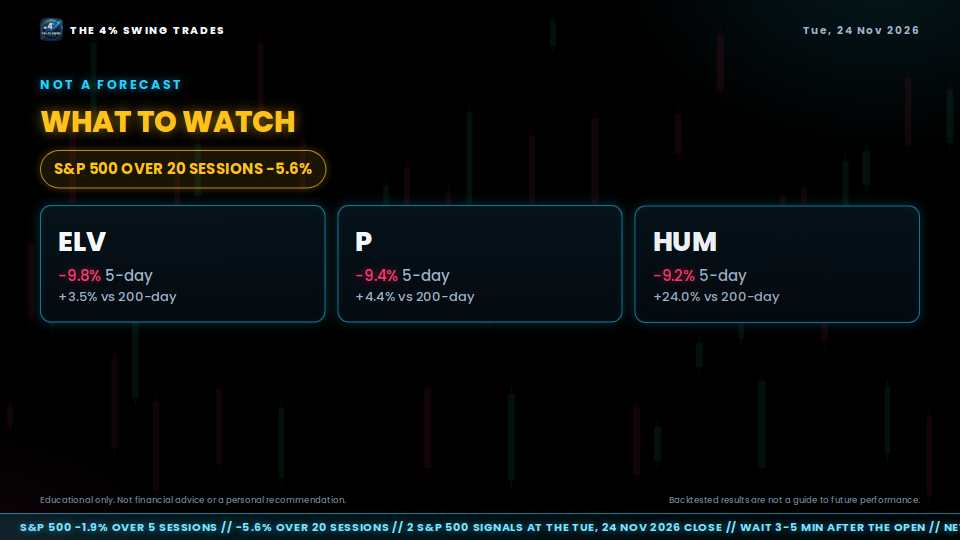 THE 4% SWING TRADES
Tue, 24 Nov 2026
NOT A FORECAST
WHAT TO WATCH
S&P 500 OVER 20 SESSIONS -5.6%
ELV
-9.8% 5-day
+3.5% vs 200-day
P
-9.4% 5-day
+4.4% vs 200-day
HUM
-9.2% 5-day
+24.0% vs 200-day
Educational only. Not financial advice or a personal recommendation.
Backtested results are not a guide to future performance.
S&P 500 -1.9% OVER 5 SESSIONS // -5.6% OVER 20 SESSIONS // 2 S&P 500 SIGNALS AT THE TUE, 24 NOV 2026 CLOSE // WAIT 3-5 MIN AFTER THE OPEN //